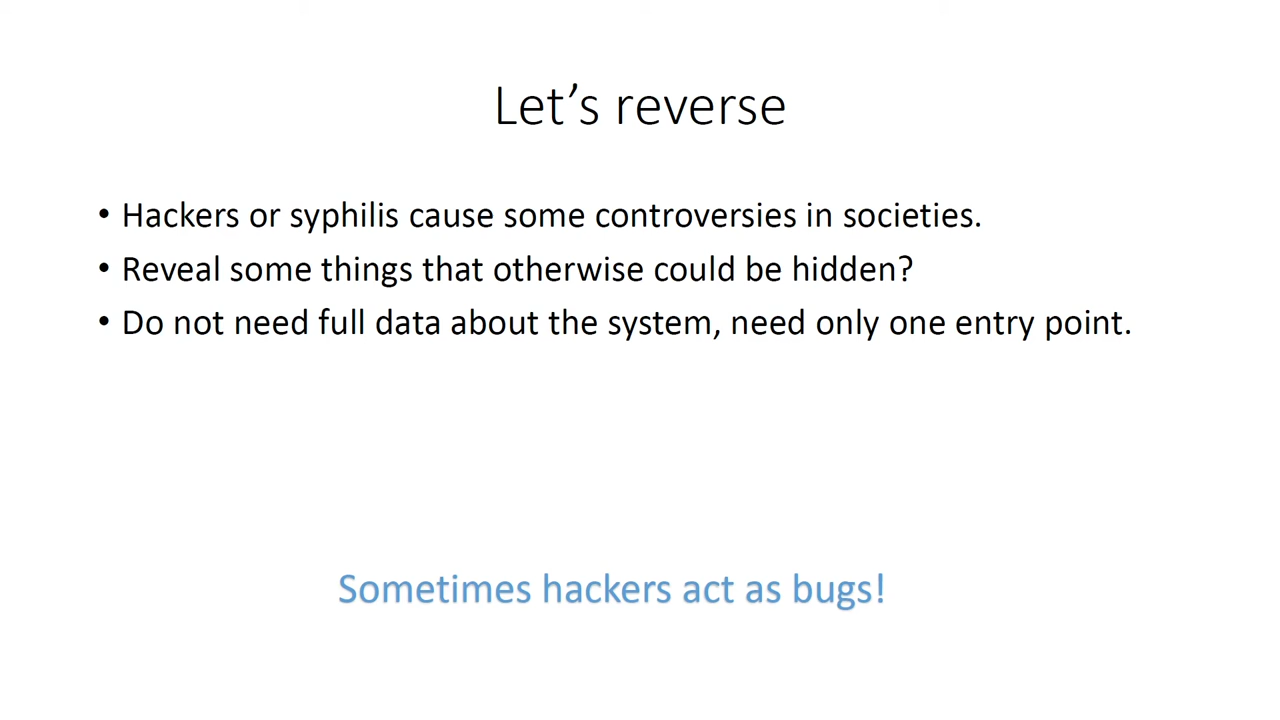 Let’s reverse
• Hackers or syphilis cause some controversies in societies.
• Reveal some things that otherwise could be hidden?
• Do not need full data about the system, need only one entry point.
Sometimes hackers act as bugs!